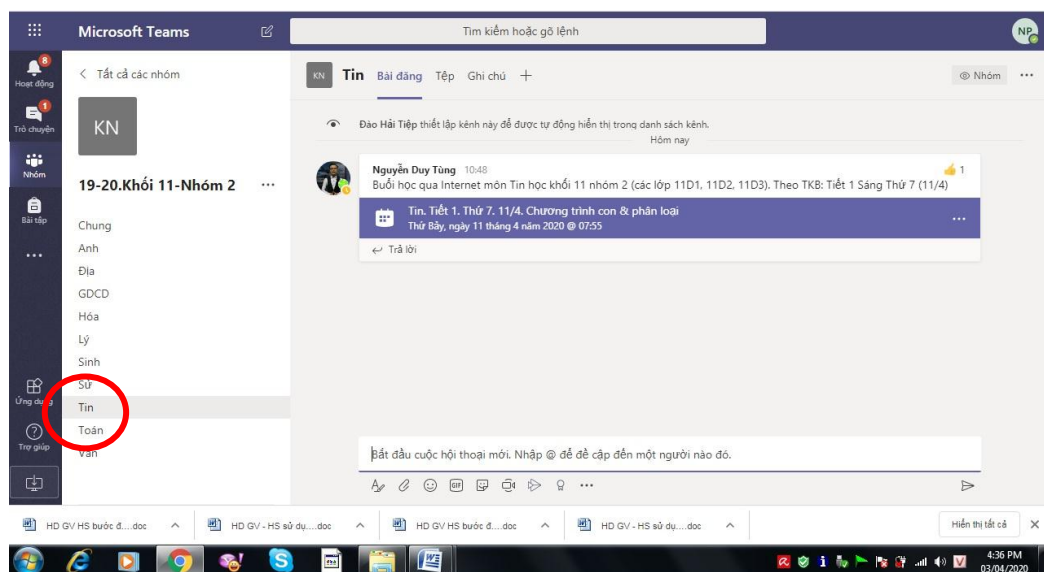 Microsoft Teams
Tìm kiếm hoặc gõ lệnh
NP
8
Hoạt động
1
Trò chuyện
Nhóm
Bài tập
Ứng dụng
Trợ giúp
Tất cả các nhóm
KN
19-20.Khối 11-Nhóm 2
Chung
Anh
Địa
GDCD
Hóa
Lý
Sinh
Sử
Tin
Toán
Văn
KN Tin Bài đăng Tệp Ghi chú
Nhóm
Đào Hải Tiệp thiết lập kênh này để được tự động hiển thị trong danh sách kênh.
Hôm nay
Nguyễn Duy Tùng 10:48
1
Buổi học qua Internet môn Tin học khối 11 nhóm 2 (các lớp 11D1, 11D2, 11D3). Theo TKB: Tiết 1 Sáng Thứ 7 (11/4)
Tin. Tiết 1. Thứ 7. 11/4. Chương trình con & phân loại
Thứ Bảy, ngày 11 tháng 4 năm 2020 @ 07:55
Trả lời
Bắt đầu cuộc hội thoại mới. Nhập @ để đề cập đến một người nào đó.
GIF
HD GV HS bước đ....doc
HD GV - HS sử dụ....doc
HD GV HS bước đ....doc
HD GV - HS sử dụ....doc
Hiển thị tất cả
4:36 PM
03/04/2020